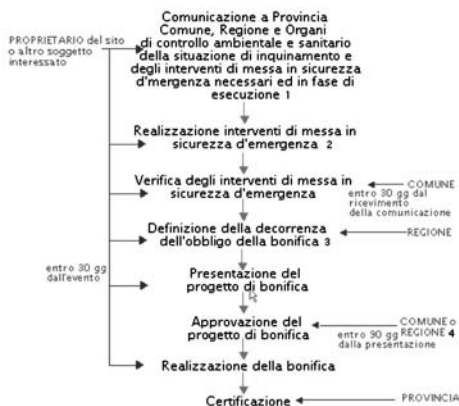 Comunicazione a Provincia
Comune, Regione e Organi
di controllo ambientale e sanitario
della situazione di inquinamento e
degli interventi di messa in sicurezza
d'mergenza necessari ed in fase di
esecuzione 1
PROPRIETARIO del sito
o altro soggetto
interessato
Realizzazione interventi di messa in
sicurezza d'emergenza 2
Verifica degli interventi di messa in
sicurezza d'emergenza
COMUNE
entro 30 gg dal
ricevimento
della comunicazione
Definizione della decorrenza
dell'obbligo della bonifica 3
REGIONE
entro 30 gg
dall'evento
Presentazione del
progetto di bonifica
Approvazione del
progetto di bonifica
COMUNE o
REGIONE 4
entro 90 gg
dalla presentazione
Realizzazione della bonifica
Certificazione
PROVINCIA